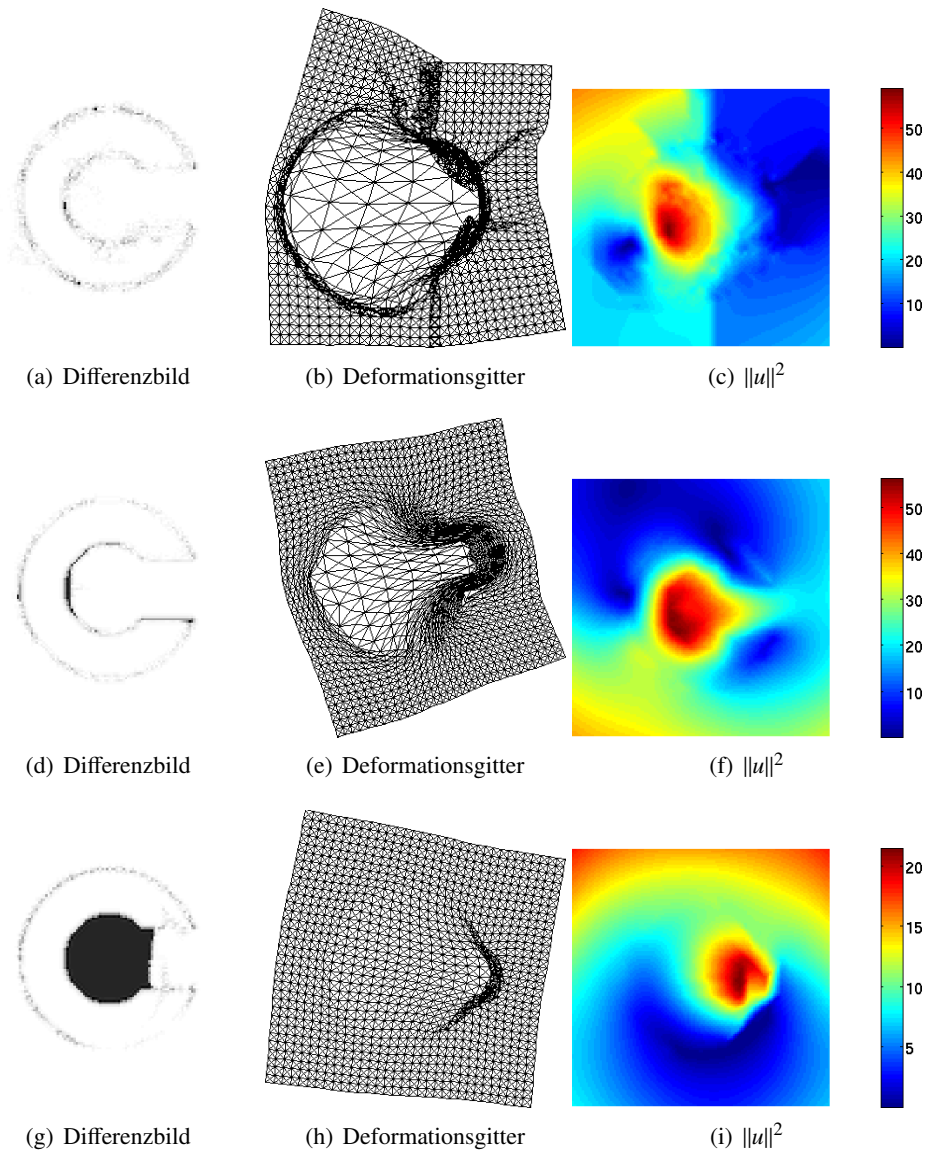 50
40
30
20
10
(a) Differenzbild
(b) Deformationsgitter
(c) ||u||²
50
40
30
20
10
(d) Differenzbild
(e) Deformationsgitter
(f) ||u||²
20
15
10
5
(g) Differenzbild
(h) Deformationsgitter
(i) ||u||²